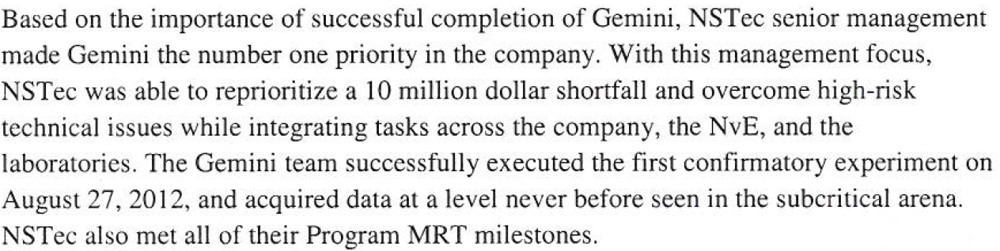 Based on the importance of successful completion of Gemini, NSTec senior management
made Gemini the number one priority in the company. With this management focus,
NSTec was able to reprioritize a 10 million dollar shortfall and overcome high-risk
technical issues while integrating tasks across the company, the NvE, and the
laboratories. The Gemini team successfully executed the first confirmatory experiment on
August 27, 2012, and acquired data at a level never before seen in the subcritical arena.
NSTec also met all of their Program MRT milestones.